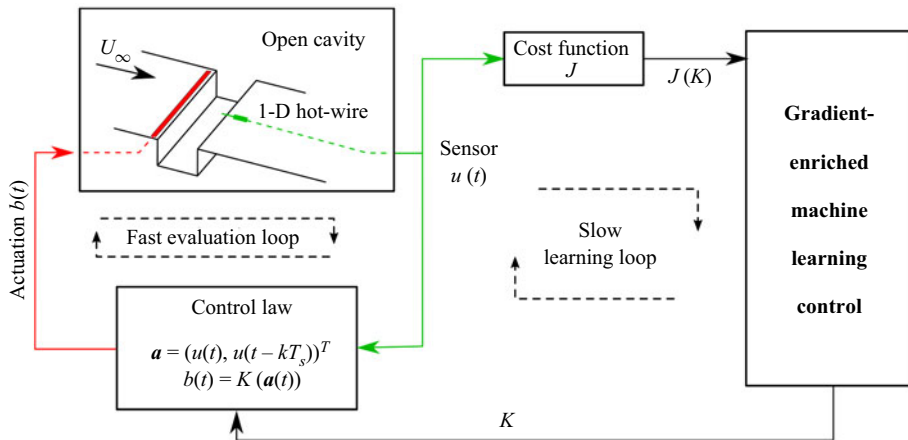 U∞
Open cavity
1-D hot-wire
Cost function
J
J (K)
Gradient-
enriched
machine
learning
control
Sensor
u (t)
Actuation b(t)
Fast evaluation loop
Slow
learning loop
Control law
a = (u(t), u(t – kTs))T
b(t) = K (a(t))
K